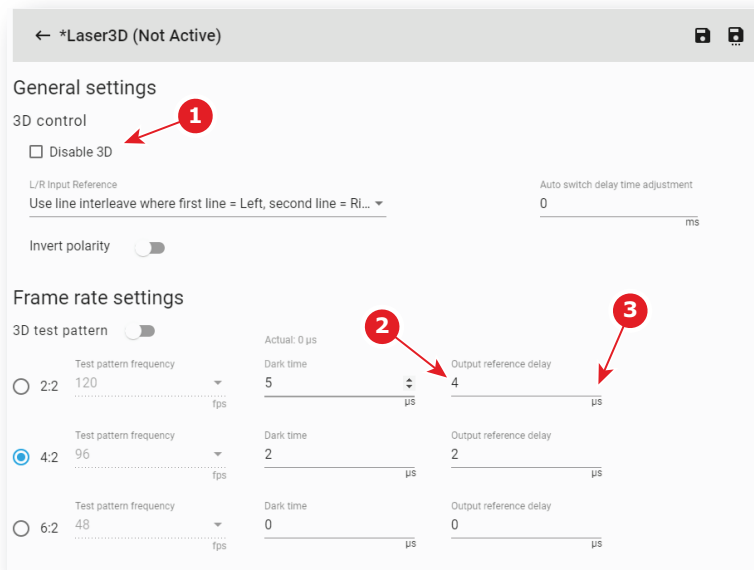 *Laser3D (Not Active)
General settings
1
3D control
Disable 3D
L/R Input Reference
Auto switch delay time adjustment
Use line interleave where first line = Left, second line = Ri...
0
ms
Invert polarity
Frame rate settings
2
3
3D test pattern
Actual: 0 µs
Test pattern frequency
Dark time
Output reference delay
2:2
120
5
4
fps
µs
µs
Test pattern frequency
Dark time
Output reference delay
4:2
96
2
2
fps
µs
µs
Test pattern frequency
Dark time
Output reference delay
6:2
48
0
0
fps
µs
µs